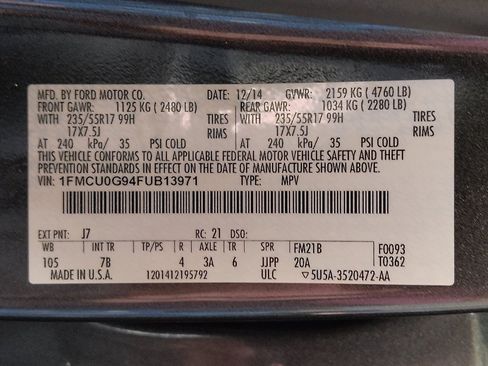 MFD. BY FORD MOTOR CO. DATE: 12/14 GVWR: 2159 KG ( 4760 LB)
FRONT GAWR: 1125 KG ( 2480 LB) REAR GAWR: 1034 KG ( 2280 LB)
WITH 235/55R17 99H TIRES WITH 235/55R17 99H TIRES
17X7.5J RIMS 17X7.5J RIMS
AT 240 kPa/ 35 PSI COLD AT 240 kPa/ 35 PSI COLD
THIS VEHICLE CONFORMS TO ALL APPLICABLE FEDERAL MOTOR VEHICLE SAFETY AND THEFT
PREVENTION STANDARDS IN EFFECT ON THE DATE OF MANUFACTURE SHOWN ABOVE.
VIN: 1FMCU0G94FUB13971 TYPE: MPV
EXT PNT: J7 RC: 21 DSO:
WB INT TR TP/PS R AXLE TR SPR FM21B F0093
105 7B 4 3A 6 JJPP 20A T0362
MADE IN U.S.A. 1201412195792 ULC ▽5U5A-3520472-AA